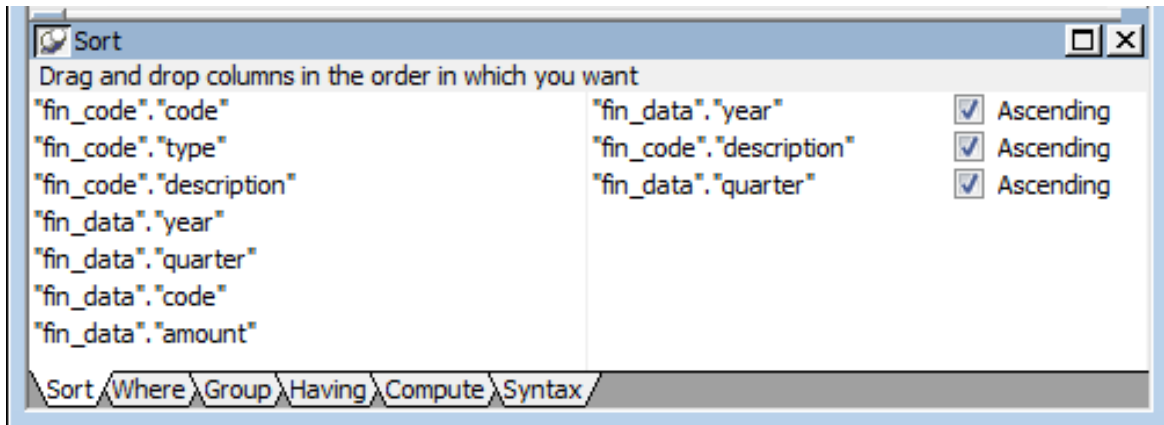 Sort
Drag and drop columns in the order in which you want
"fin_code"."code" "fin_data"."year" Ascending
"fin_code"."type" "fin_code"."description" Ascending
"fin_code"."description" "fin_data"."quarter" Ascending
"fin_data"."year"
"fin_data"."quarter"
"fin_data"."code"
"fin_data"."amount"
Sort Where Group Having Compute Syntax